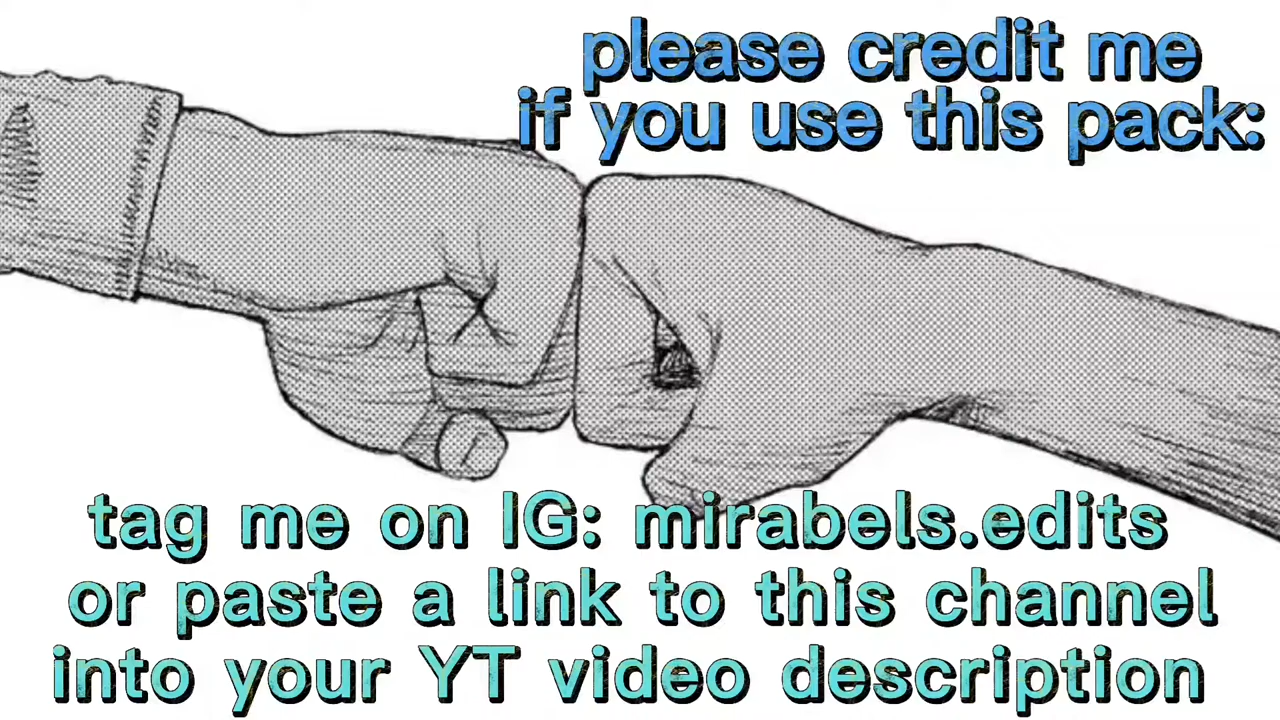 please credit me
if you use this pack:
tag me on IG: mirabels.edits
or paste a link to this channel
into your YT video description